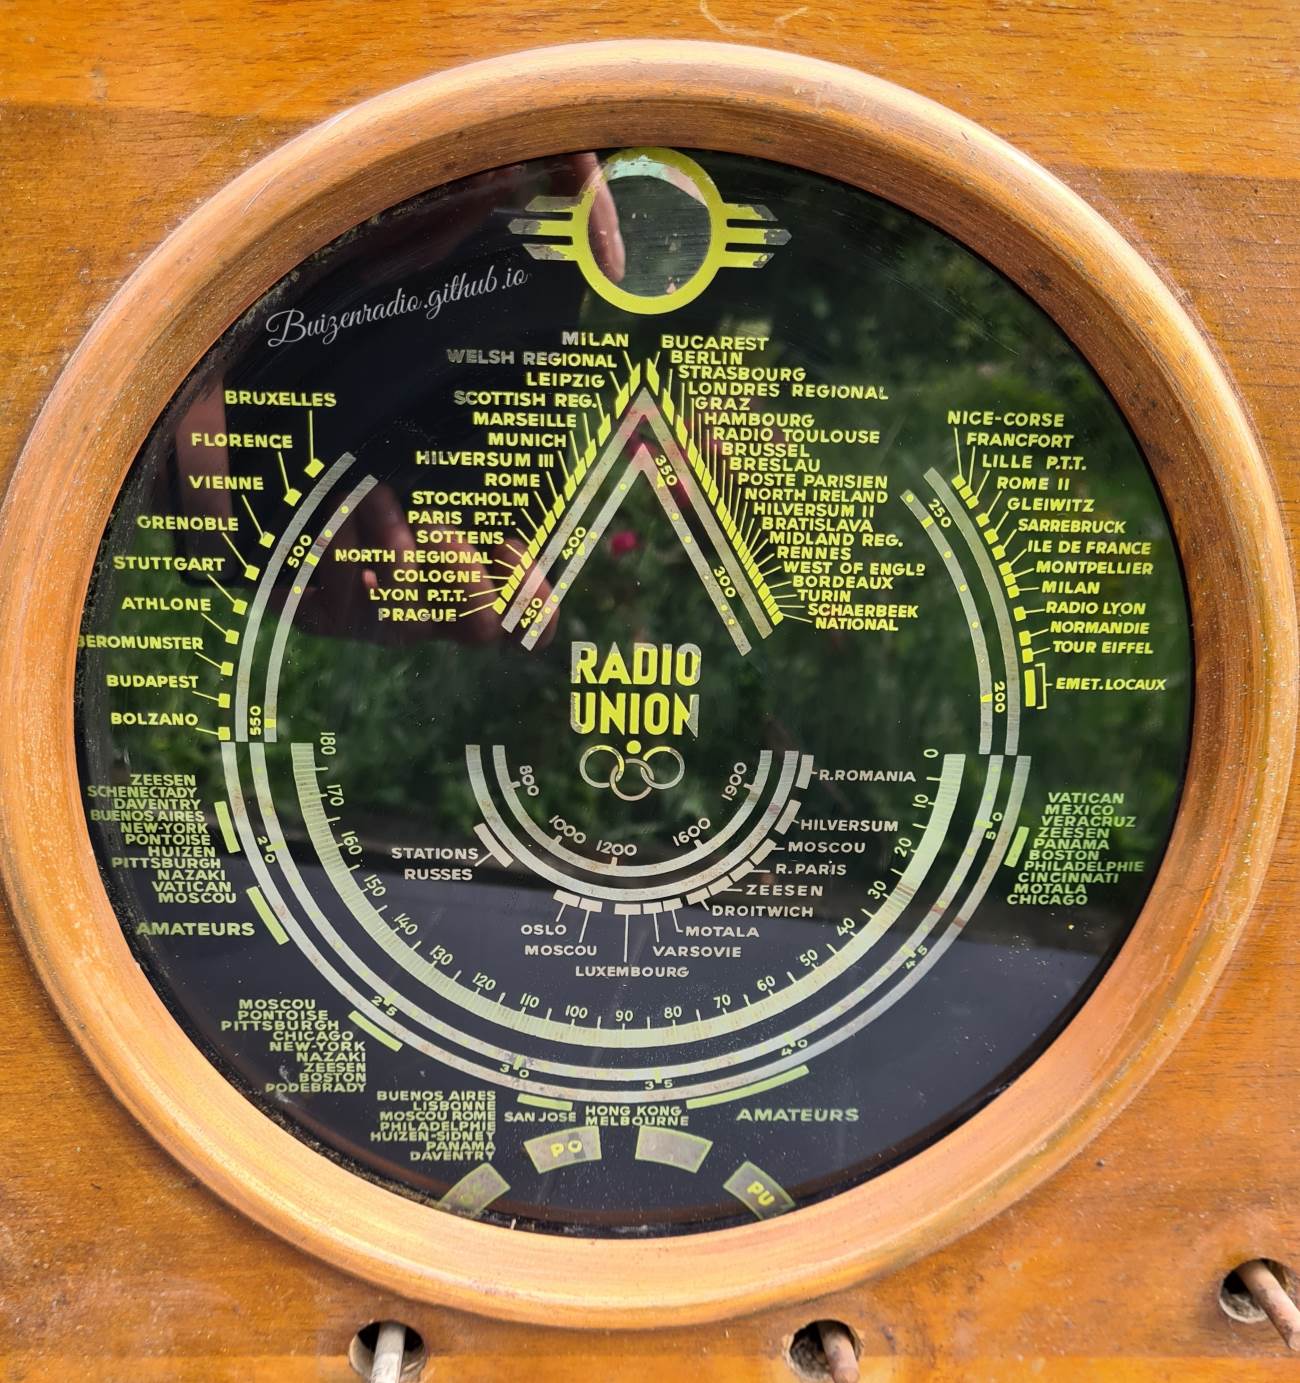 Buizenradio.github.io
MILAN
WELSH REGIONAL
LEIPZIG
SCOTTISH REG.
MARSEILLE
MUNICH
HILVERSUM III
ROME
STOCKHOLM
PARIS P.T.T.
SOTTENS
NORTH REGIONAL
COLOGNE
LYON P.T.T.
PRAGUE
BUCAREST
BERLIN
STRASBOURG
LONDRES REGIONAL
GRAZ
HAMBOURG
RADIO TOULOUSE
BRUSSEL
BRESLAU
POSTE PARISIEN
NORTH IRELAND
HILVERSUM II
BRATISLAVA
MIDLAND REG.
RENNES
WEST OF ENGLD
BORDEAUX
TURIN
SCHAERBEEK
NATIONAL
450
400
350
300
BRUXELLES
FLORENCE
VIENNE
GRENOBLE
STUTTGART
ATHLONE
BEROMUNSTER
BUDAPEST
BOLZANO
500
550
NICE-CORSE
FRANCFORT
LILLE P.T.T.
ROME II
GLEIWITZ
SARREBRUCK
ILE DE FRANCE
MONTPELLIER
MILAN
RADIO LYON
NORMANDIE
TOUR EIFFEL
EMET.LOCAUX
250
200
RADIO
UNION
800
1000
1200
1600
1900
R.ROMANIA
HILVERSUM
MOSCOU
R.PARIS
ZEESEN
DROITWICH
MOTALA
VARSOVIE
LUXEMBOURG
MOSCOU
OSLO
STATIONS
RUSSES
180
170
160
150
140
130
120
110
100
90
80
70
60
50
40
30
20
10
0
ZEESEN
SCHENECTADY
DAVENTRY
BUENOS AIRES
NEW-YORK
PONTOISE
HUIZEN
PITTSBURGH
NAZAKI
VATICAN
MOSCOU
AMATEURS
20
25
30
35
40
45
50
VATICAN
MEXICO
VERACRUZ
ZEESEN
PANAMA
BOSTON
PHILADELPHIE
CINCINNATI
MOTALA
CHICAGO
MOSCOU
PONTOISE
PITTSBURGH
CHICAGO
NEW-YORK
NAZAKI
ZEESEN
BOSTON
PODEBRADY
BUENOS AIRES
LISBONNE
MOSCOU ROME
PHILADELPHIE
HUIZEN-SIDNEY
PANAMA
DAVENTRY
SAN JOSE
HONG KONG
MELBOURNE
AMATEURS
PO
PU